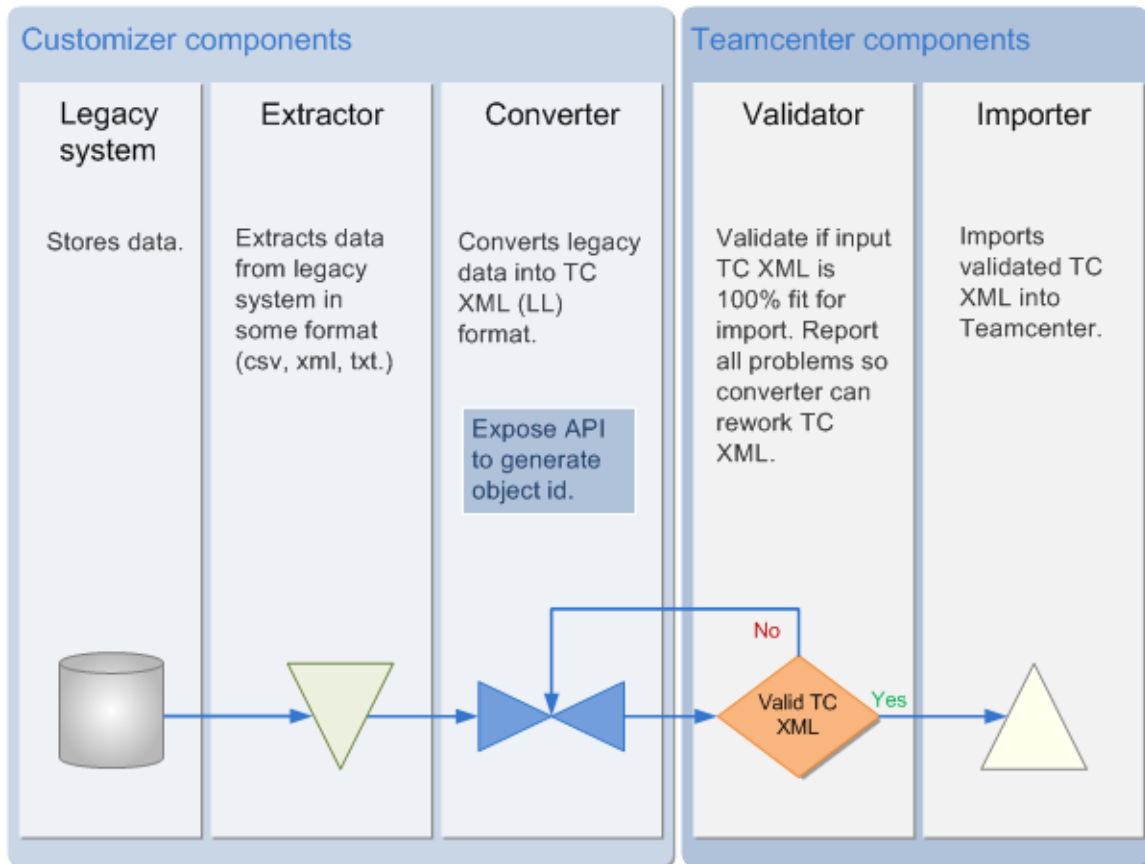 Customizer components
Teamcenter components
Legacy
system
Extractor
Converter
Validator
Importer
Stores data.
Extracts data
from legacy
system in
some format
(csv, xml, txt.)
Converts legacy
data into TC
XML (LL)
format.
Expose API
to generate
object id.
Validate if input
TC XML is
100% fit for
import. Report
all problems so
converter can
rework TC
XML.
Imports
validated TC
XML into
Teamcenter.
No
Valid TC
XML
Yes